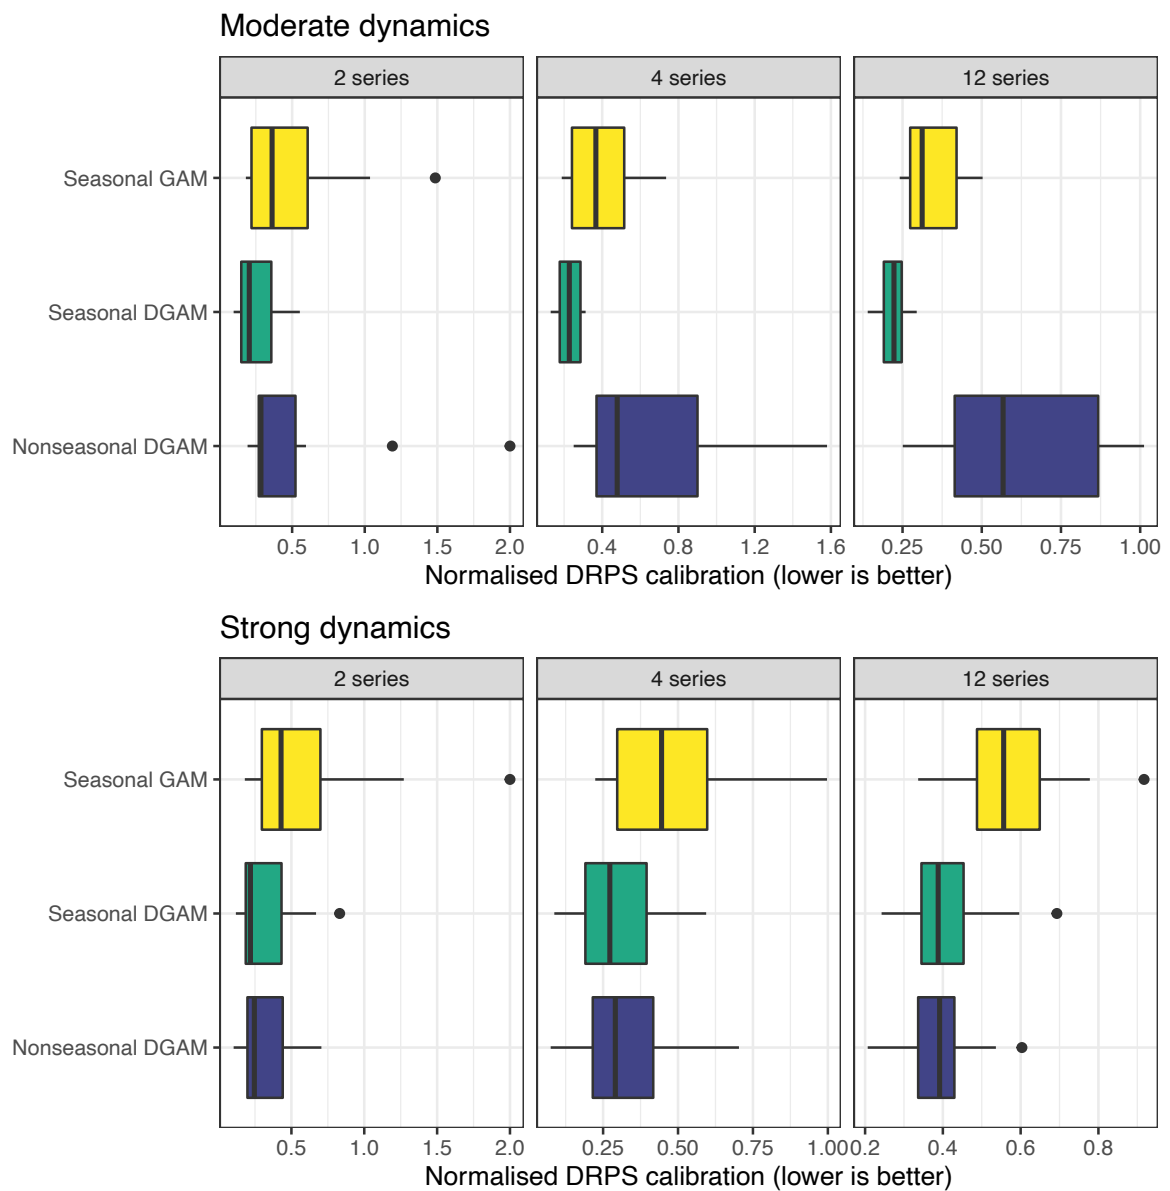 Moderate dynamics
2 series 4 series 12 series
Seasonal GAM
Seasonal DGAM
Nonseasonal DGAM
0.5 1.0 1.5 2.0 0.4 0.8 1.2 1.6 0.25 0.50 0.75 1.00
Normalised DRPS calibration (lower is better)
Strong dynamics
2 series 4 series 12 series
Seasonal GAM
Seasonal DGAM
Nonseasonal DGAM
0.5 1.0 1.5 2.0 0.25 0.50 0.75 1.00 0.2 0.4 0.6 0.8
Normalised DRPS calibration (lower is better)